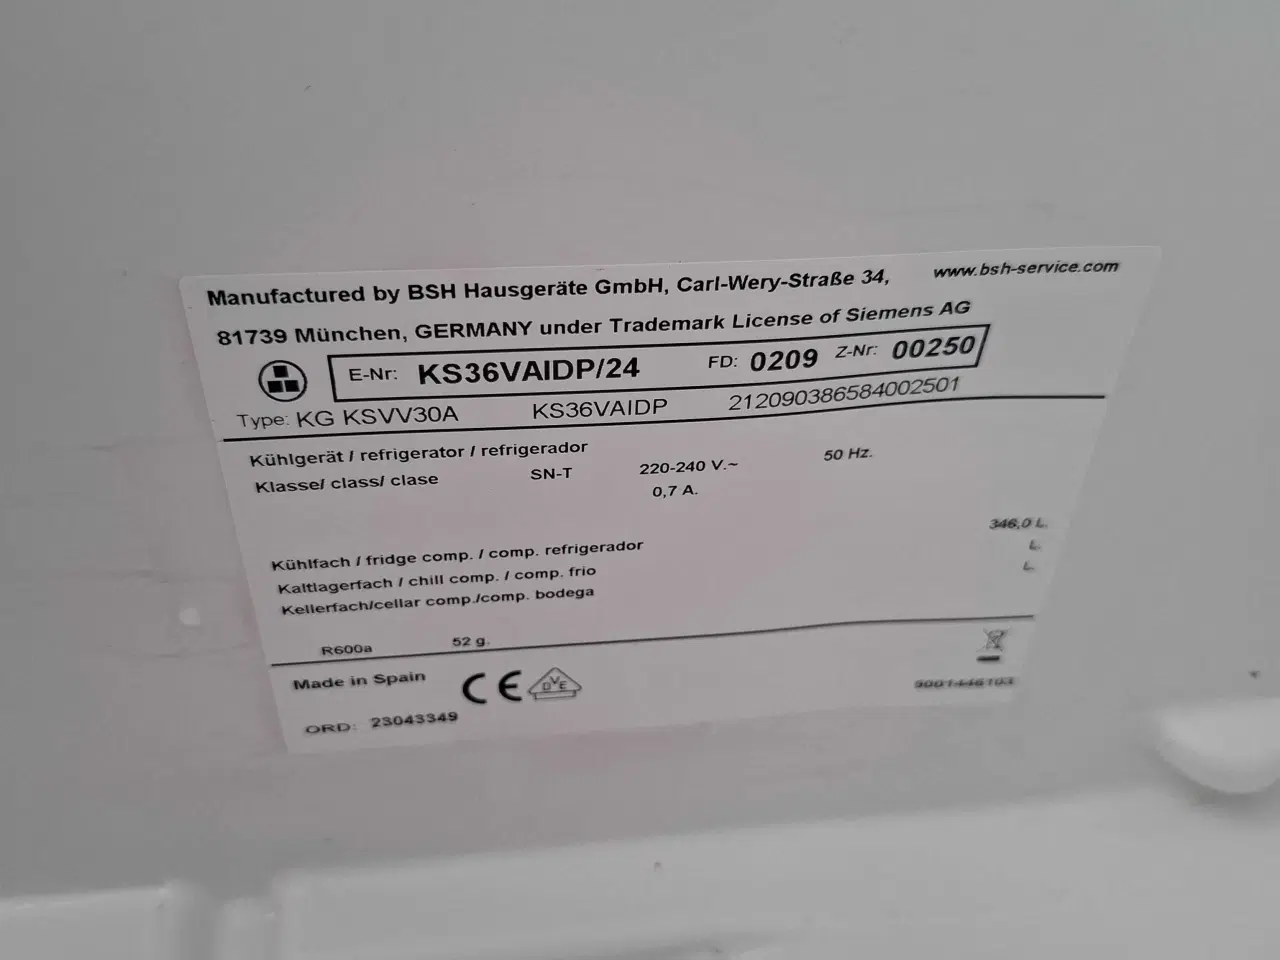 Manufactured by BSH Hausgeräte GmbH, Carl-Wery-Straße 34, www.bsh-service.com
81739 München, GERMANY under Trademark License of Siemens AG
E-Nr: KS36VAIDP/24 FD: 0209 Z-Nr: 00250
Type: KG KSVV30A KS36VAIDP 212090386584002501
Kühlgerät / refrigerator / refrigerador
Klasse/ class/ clase SN-T 220-240 V.~ 50 Hz.
0,7 A.
Kühlfach / fridge comp. / comp. refrigerador 346,0 L.
Kaltlagerfach / chill comp. / comp. frio L.
Kellerfach/cellar comp./comp. bodega L.
R600a 52 g.
Made in Spain CE DVE 9001446103
ORD: 23043349